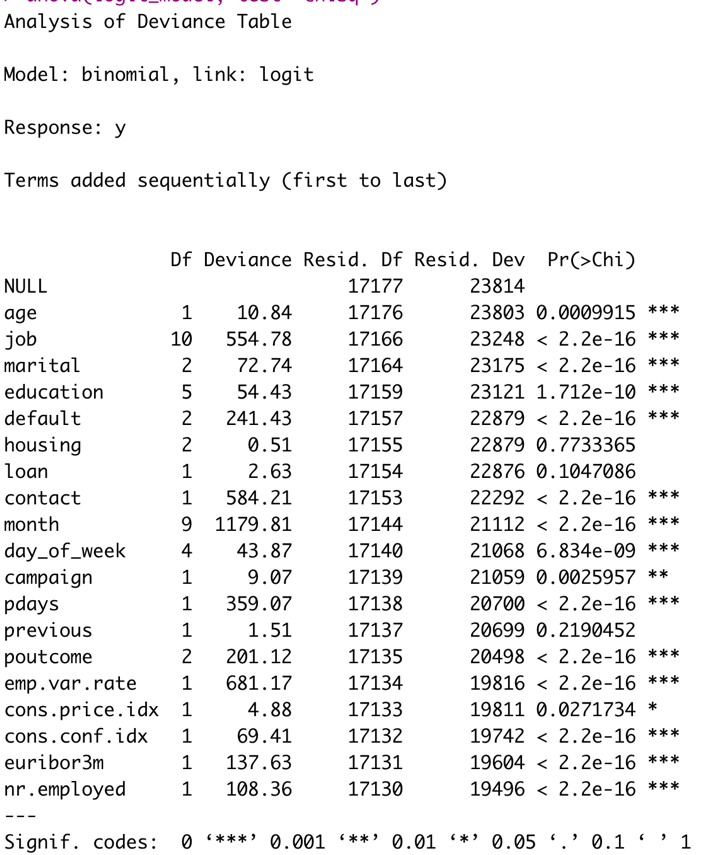 Analysis of Deviance Table
Model: binomial, link: logit
Response: y
Terms added sequentially (first to last)
Df Deviance Resid. Df Resid. Dev Pr(>Chi)
NULL 17177 23814
age 1 10.84 17176 23803 0.0009915 ***
job 10 554.78 17166 23248 < 2.2e-16 ***
marital 2 72.74 17164 23175 < 2.2e-16 ***
education 5 54.43 17159 23121 1.712e-10 ***
default 2 241.43 17157 22879 < 2.2e-16 ***
housing 2 0.51 17155 22879 0.7733365
loan 1 2.63 17154 22876 0.1047086
contact 1 584.21 17153 22292 < 2.2e-16 ***
month 9 1179.81 17144 21112 < 2.2e-16 ***
day_of_week 4 43.87 17140 21068 6.834e-09 ***
campaign 1 9.07 17139 21059 0.0025957 **
pdays 1 359.07 17138 20700 < 2.2e-16 ***
previous 1 1.51 17137 20699 0.2190452
poutcome 2 201.12 17135 20498 < 2.2e-16 ***
emp.var.rate 1 681.17 17134 19816 < 2.2e-16 ***
cons.price.idx 1 4.88 17133 19811 0.0271734 *
cons.conf.idx 1 69.41 17132 19742 < 2.2e-16 ***
euribor3m 1 137.63 17131 19604 < 2.2e-16 ***
nr.employed 1 108.36 17130 19496 < 2.2e-16 ***
---
Signif. codes: 0 ‘***’ 0.001 ‘**’ 0.01 ‘*’ 0.05 ‘.’ 0.1 ‘ ’ 1